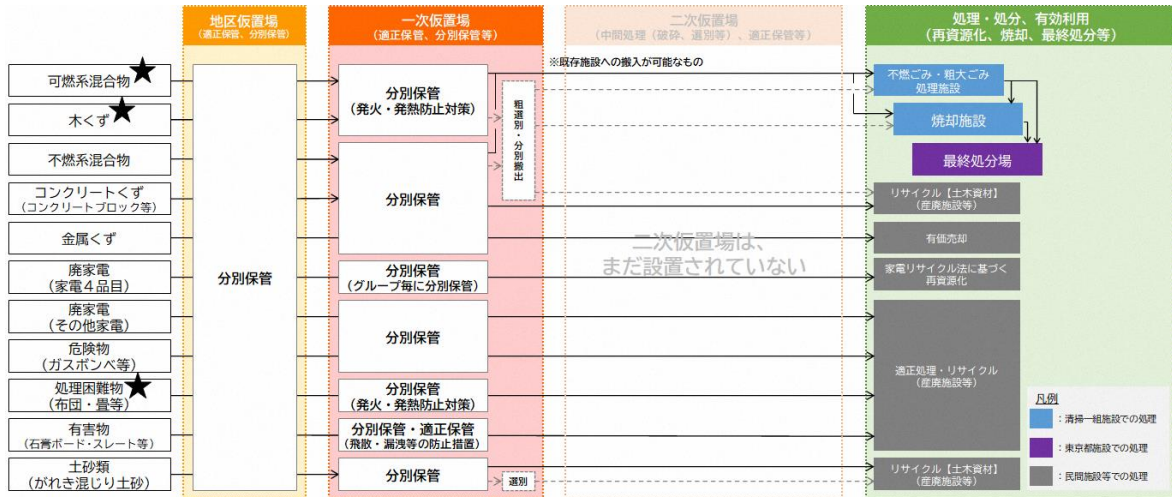 地区仮置場
（適正保管、分別保管）
一次仮置場
（適正保管、分別保管等）
二次仮置場
（中間処理（破砕、選別等）、適正保管等）
処理・処分、有効利用
（再資源化、焼却、最終処分等）
可燃系混合物
木くず
不燃系混合物
コンクリートくず
（コンクリートブロック等）
金属くず
廃家電
（家電４品目）
廃家電
（その他家電）
危険物
（ガスボンベ等）
処理困難物
（布団・畳等）
有害物
（石膏ボード・スレート等）
土砂類
（がれき混じり土砂）
分別保管
分別保管
（発火・発熱防止対策）
分別保管
分別保管
（グループ毎に分別保管）
分別保管
分別保管
（発火・発熱防止対策）
分別保管・適正保管
（飛散・漏洩等の防止措置）
分別保管
粗選別・分別搬出
選別
※既存施設への搬入が可能なもの
二次仮置場は、
まだ設置されていない
不燃ごみ・粗大ごみ
処理施設
焼却施設
最終処分場
リサイクル【土木資材】
（産廃施設等）
有価売却
家電リサイクル法に基づく
再資源化
適正処理・リサイクル
（産廃施設等）
リサイクル【土木資材】
（産廃施設等）
凡例
：清掃一組施設での処理
：東京都施設での処理
：民間施設等での処理